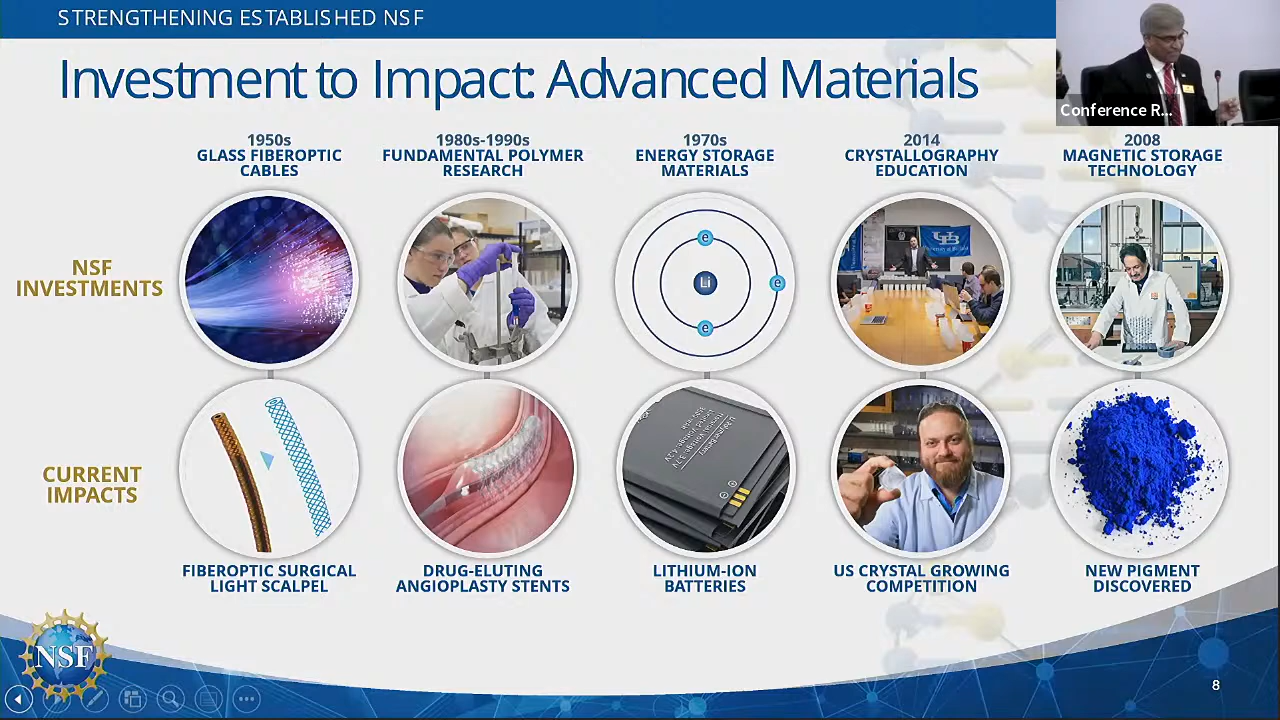 STRENGTHENING ESTABLISHED NSF
Investment to Impact: Advanced Materials
Conference R...
1950s
GLASS FIBEROPTIC
CABLES
1980s-1990s
FUNDAMENTAL POLYMER
RESEARCH
1970s
ENERGY STORAGE
MATERIALS
2014
CRYSTALLOGRAPHY
EDUCATION
2008
MAGNETIC STORAGE
TECHNOLOGY
NSF
INVESTMENTS
e
Li
e
e
UB
CURRENT
IMPACTS
FIBEROPTIC SURGICAL
LIGHT SCALPEL
DRUG-ELUTING
ANGIOPLASTY STENTS
LITHIUM-ION
BATTERIES
US CRYSTAL GROWING
COMPETITION
NEW PIGMENT
DISCOVERED
NSF
8